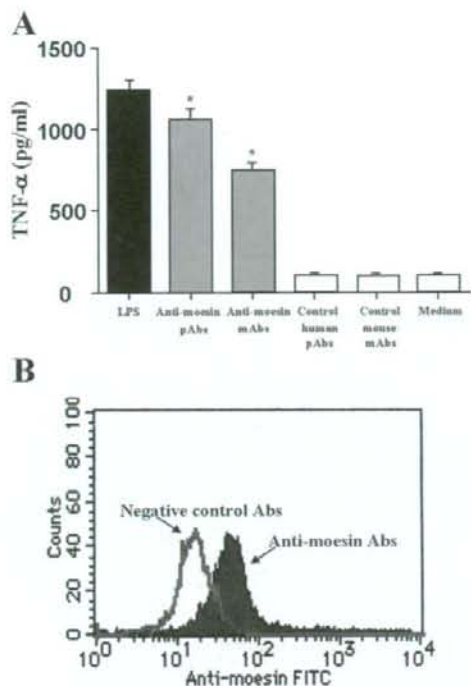 A
1500
1000
500
0
TNF-α (pg/ml)
LPS
Anti-moesin
pAbs
Anti-moesin
mAbs
Control
human
pAbs
Control
mouse
mAbs
Medium
*
*
B
100
80
60
40
20
0
Counts
Negative control Abs
Anti-moesin Abs
10⁰
10¹
10²
10³
10⁴
Anti-moesin FITC